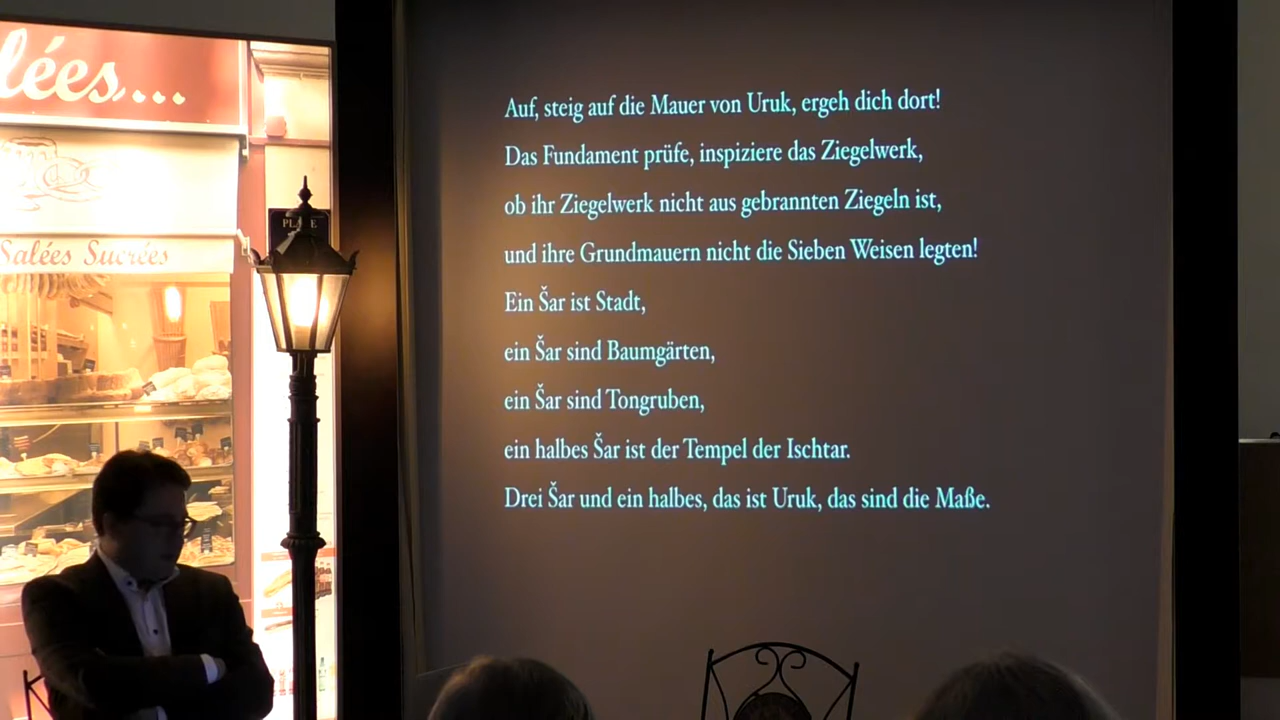 lées...
Salées Sucrées
Auf, steig auf die Mauer von Uruk, ergeh dich dort!
Das Fundament prüfe, inspiziere das Ziegelwerk,
ob ihr Ziegelwerk nicht aus gebrannten Ziegeln ist,
und ihre Grundmauern nicht die Sieben Weisen legten!
Ein Šar ist Stadt,
ein Šar sind Baumgärten,
ein Šar sind Tongruben,
ein halbes Šar ist der Tempel der Ischtar.
Drei Šar und ein halbes, das ist Uruk, das sind die Maße.